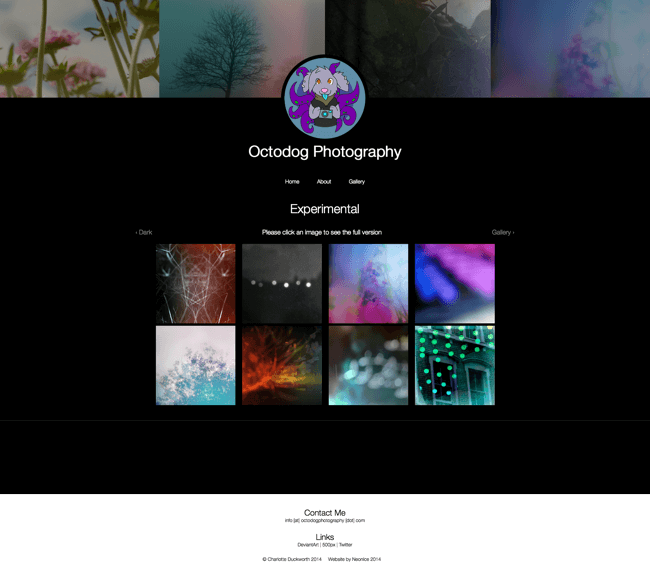 Octodog Photography
Home About Gallery
Experimental
‹ Dark Please click an image to see the full version Gallery ›
Contact Me
info [at] octodogphotography [dot] com
Links
DeviantArt | 500px | Twitter
© Charlotte Duckworth 2014 Website by Neonice 2014